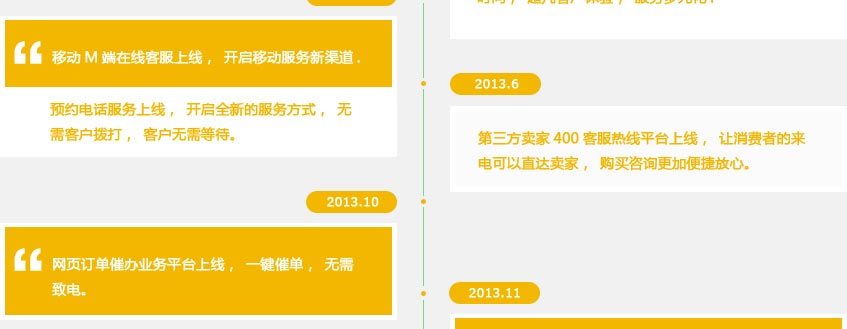 移动 M 端在线客服上线， 开启移动服务新渠道 .
预约电话服务上线， 开启全新的服务方式， 无
需客户拨打， 客户无需等待。
2013.6
第三方卖家 400 客服热线平台上线， 让消费者的来
电可以直达卖家， 购买咨询更加便捷放心。
2013.10
网页订单催办业务平台上线， 一键催单， 无需
致电。
2013.11